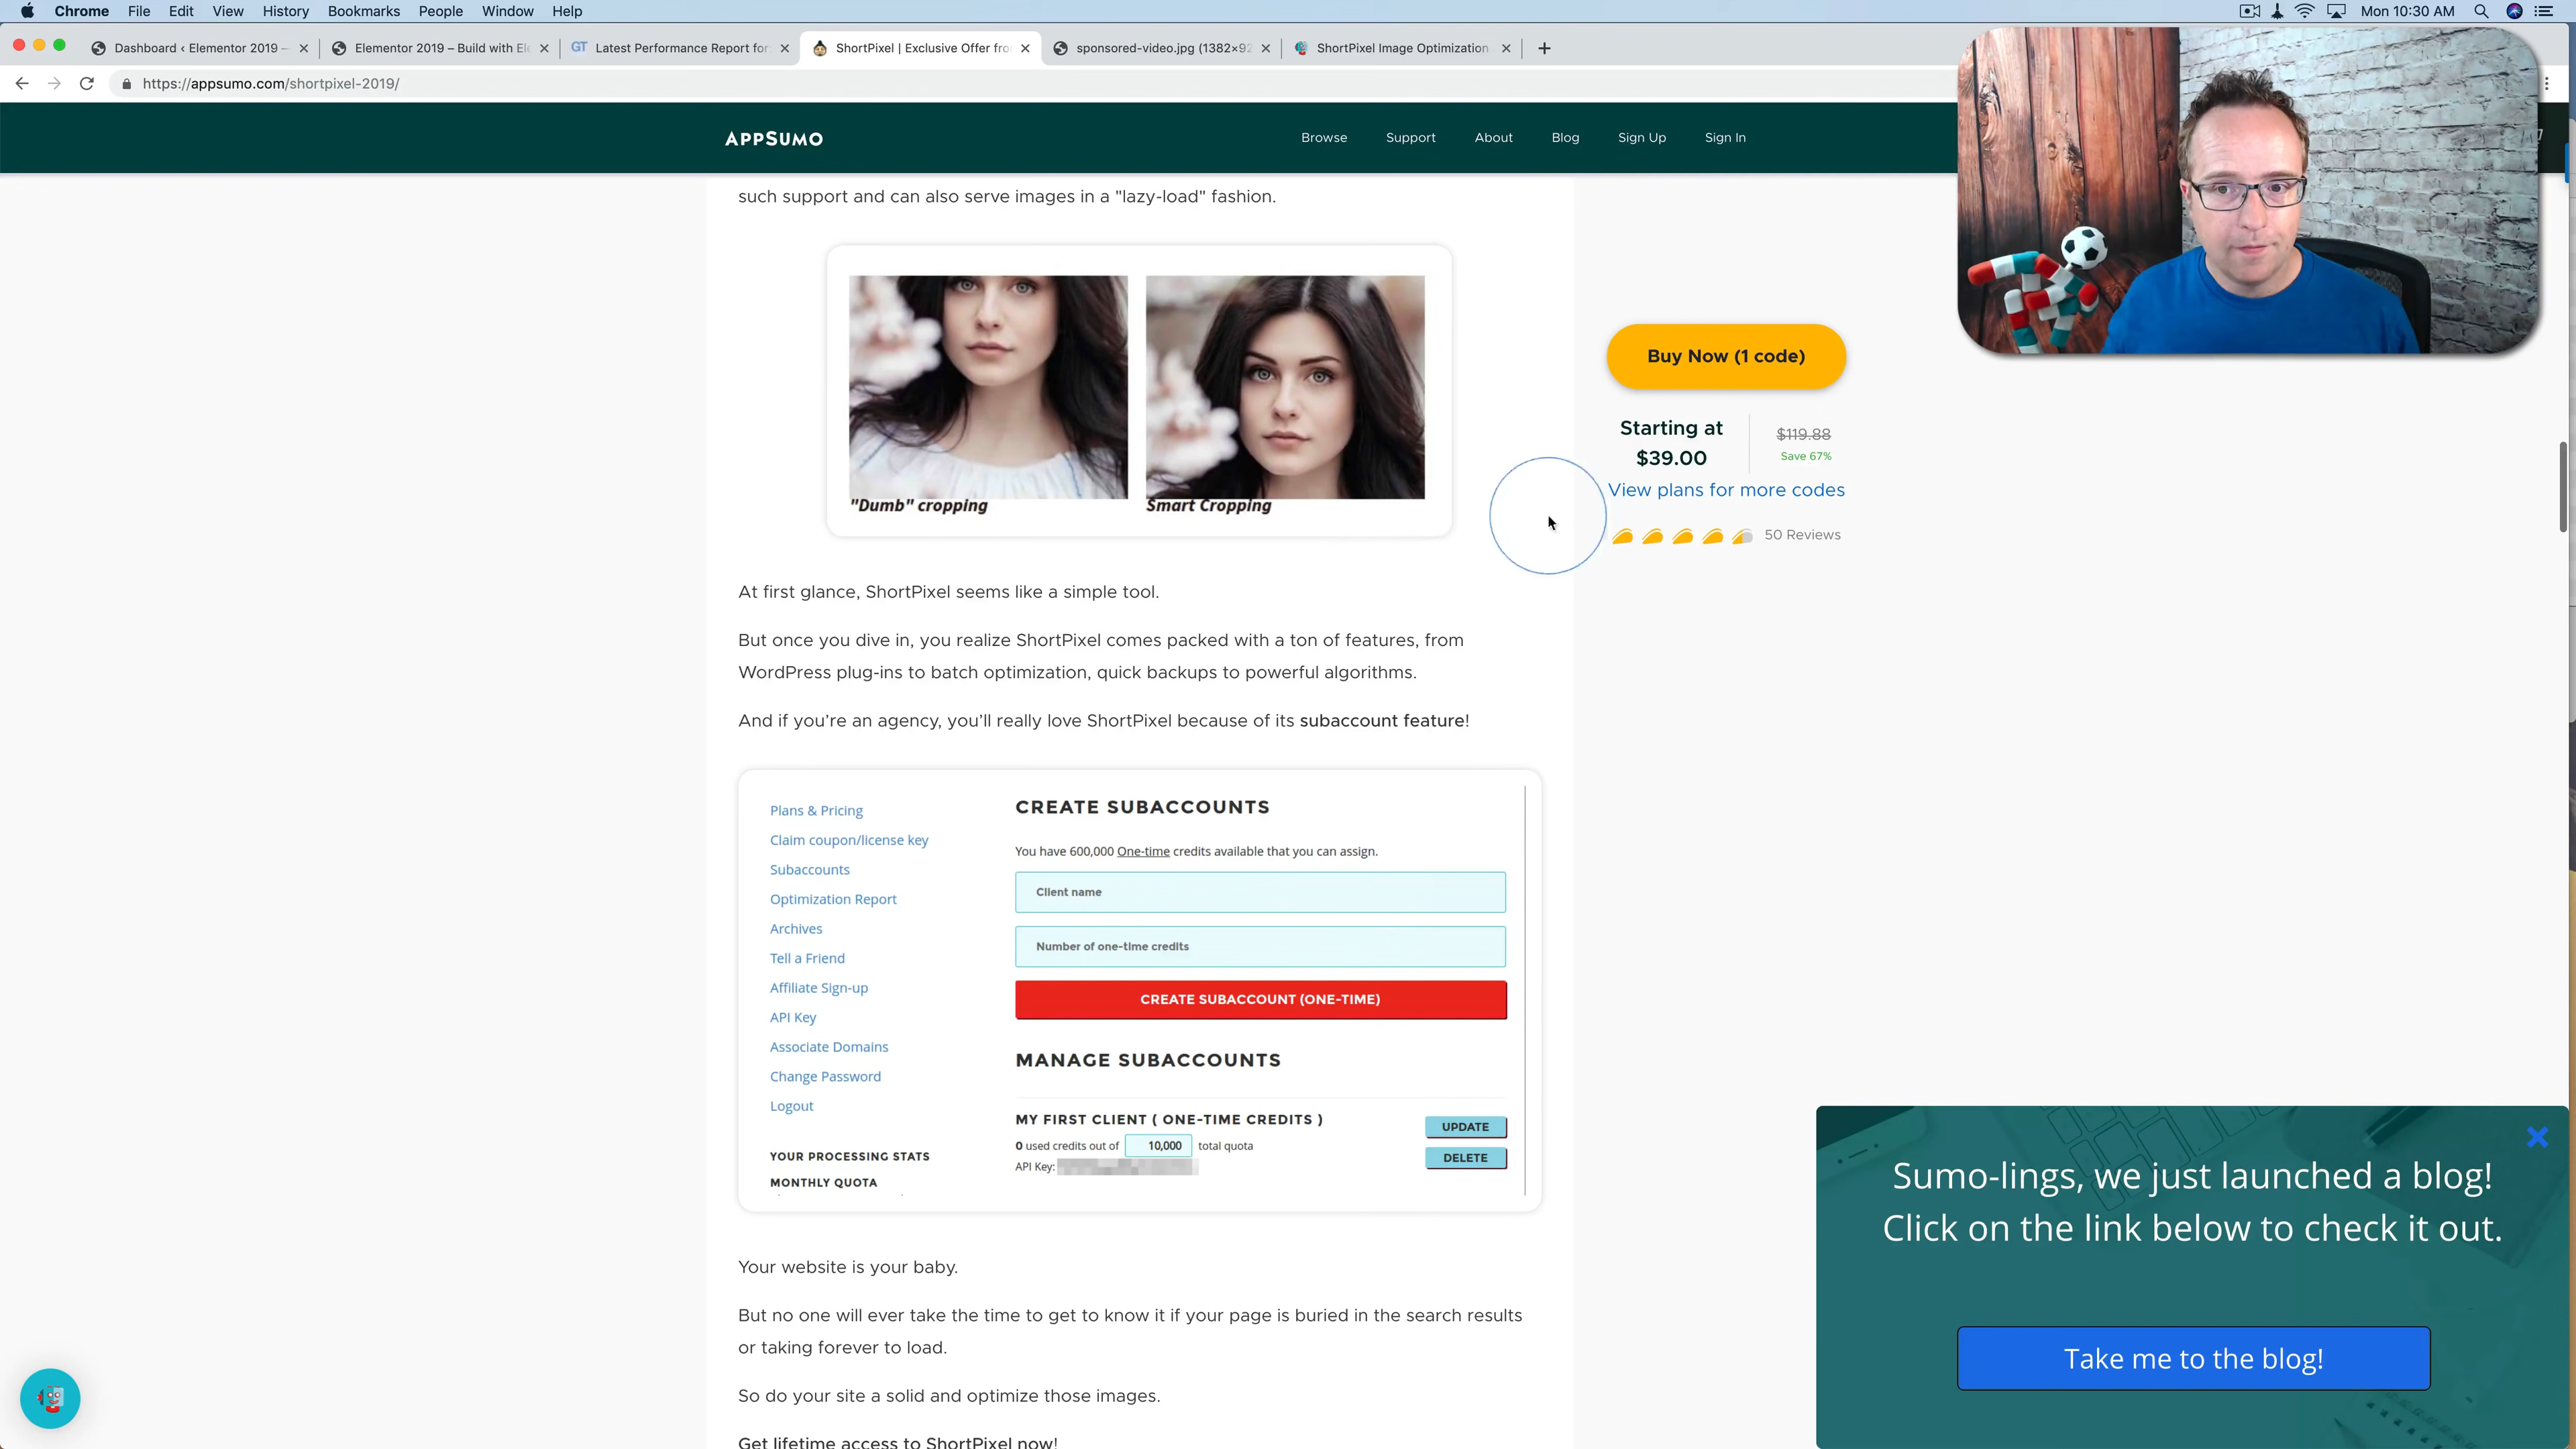 Chrome File Edit View History Bookmarks People Window Help Mon 10:30 AM
Dashboard ‹ Elementor 2019 —
Elementor 2019 – Build with Ele
GT Latest Performance Report for:
ShortPixel | Exclusive Offer fro
sponsored-video.jpg (1382×92
ShortPixel Image Optimization
https://appsumo.com/shortpixel-2019/
APPSUMO
Browse Support About Blog Sign Up Sign In
such support and can also serve images in a "lazy-load" fashion.
"Dumb" cropping
Smart Cropping
Buy Now (1 code)
Starting at
$39.00
$119.88
Save 67%
View plans for more codes
50 Reviews
At first glance, ShortPixel seems like a simple tool.
But once you dive in, you realize ShortPixel comes packed with a ton of features, from
WordPress plug-ins to batch optimization, quick backups to powerful algorithms.
And if you're an agency, you'll really love ShortPixel because of its subaccount feature!
Plans & Pricing
Claim coupon/license key
Subaccounts
Optimization Report
Archives
Tell a Friend
Affiliate Sign-up
API Key
Associate Domains
Change Password
Logout
YOUR PROCESSING STATS
MONTHLY QUOTA
CREATE SUBACCOUNTS
You have 600,000 One-time credits available that you can assign.
Client name
Number of one-time credits
CREATE SUBACCOUNT (ONE-TIME)
MANAGE SUBACCOUNTS
MY FIRST CLIENT ( ONE-TIME CREDITS )
0 used credits out of 10,000 total quota
API Key:
UPDATE
DELETE
Your website is your baby.
But no one will ever take the time to get to know it if your page is buried in the search results
or taking forever to load.
So do your site a solid and optimize those images.
Get lifetime access to ShortPixel now!
Sumo-lings, we just launched a blog!
Click on the link below to check it out.
Take me to the blog!